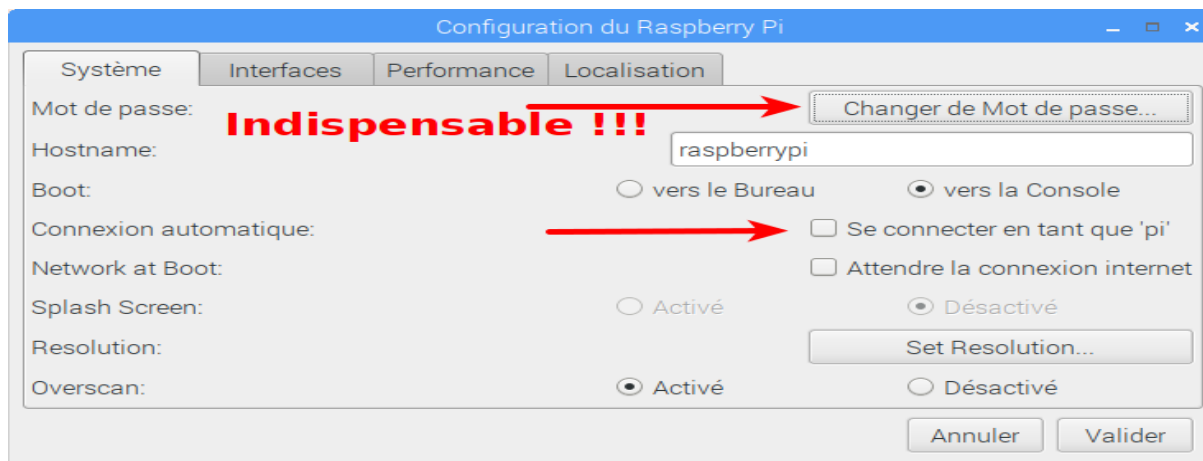 Configuration du Raspberry Pi
Système Interfaces Performance Localisation
Mot de passe: Changer de Mot de passe...
Indispensable !!!
Hostname: raspberrypi
Boot: vers le Bureau vers la Console
Connexion automatique: Se connecter en tant que 'pi'
Network at Boot: Attendre la connexion internet
Splash Screen: Activé Désactivé
Resolution: Set Resolution...
Overscan: Activé Désactivé
Annuler Valider